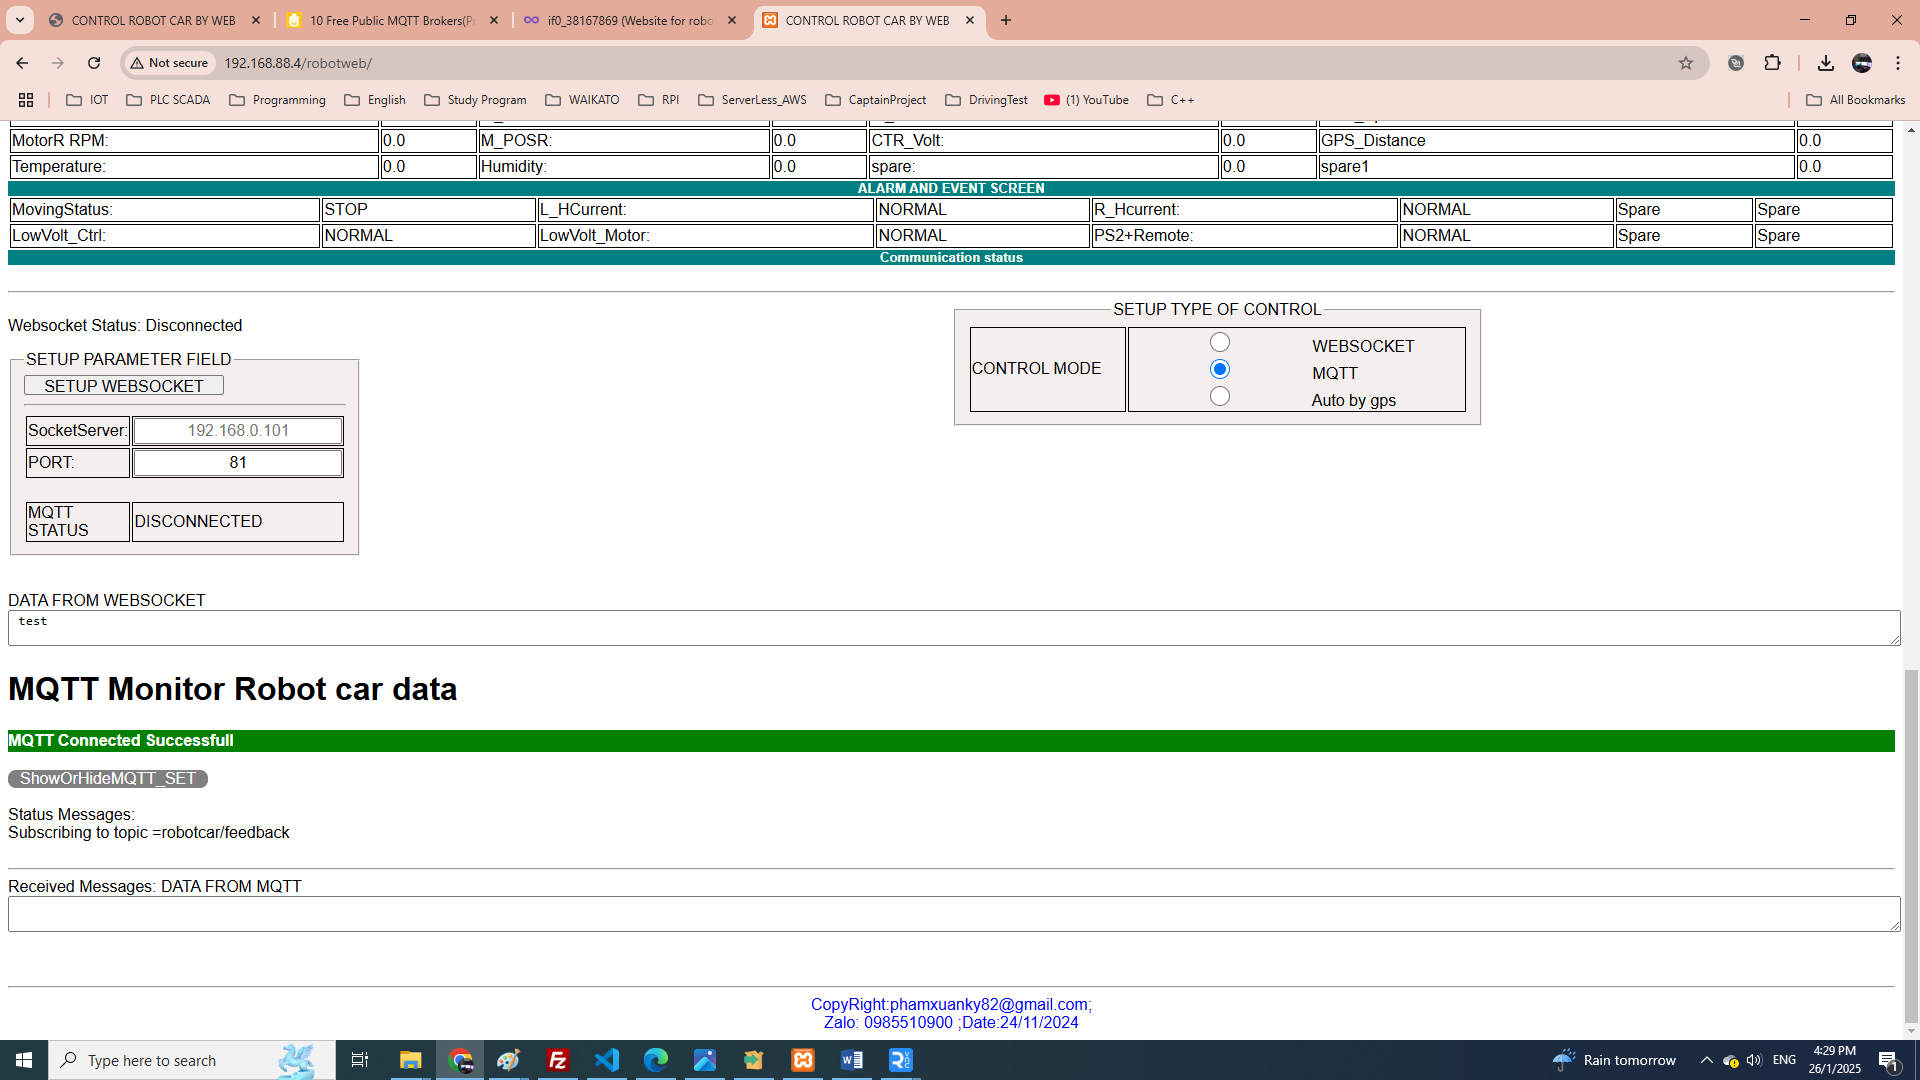 CONTROL ROBOT CAR BY WEB
10 Free Public MQTT Brokers(P
if0_38167869 (Website for robo
CONTROL ROBOT CAR BY WEB
Not secure
192.168.88.4/robotweb/
IOT
PLC SCADA
Programming
English
Study Program
WAIKATO
RPI
ServerLess_AWS
CaptainProject
DrivingTest
(1) YouTube
C++
All Bookmarks
MotorR RPM: 0.0 M_POSR: 0.0 CTR_Volt: 0.0 GPS_Distance 0.0
Temperature: 0.0 Humidity: 0.0 spare: 0.0 spare1 0.0
ALARM AND EVENT SCREEN
MovingStatus: STOP L_HCurrent: NORMAL R_Hcurrent: NORMAL Spare Spare
LowVolt_Ctrl: NORMAL LowVolt_Motor: NORMAL PS2+Remote: NORMAL Spare Spare
Communication status
Websocket Status: Disconnected
SETUP PARAMETER FIELD
SETUP WEBSOCKET
SocketServer: 192.168.0.101
PORT: 81
MQTT
STATUS
DISCONNECTED
SETUP TYPE OF CONTROL
CONTROL MODE
WEBSOCKET
MQTT
Auto by gps
DATA FROM WEBSOCKET
test
MQTT Monitor Robot car data
MQTT Connected Successfull
ShowOrHideMQTT_SET
Status Messages:
Subscribing to topic =robotcar/feedback
Received Messages: DATA FROM MQTT
CopyRight:phamxuanky82@gmail.com;
Zalo: 0985510900 ;Date:24/11/2024
Type here to search
Rain tomorrow
ENG
4:29 PM
26/1/2025
1